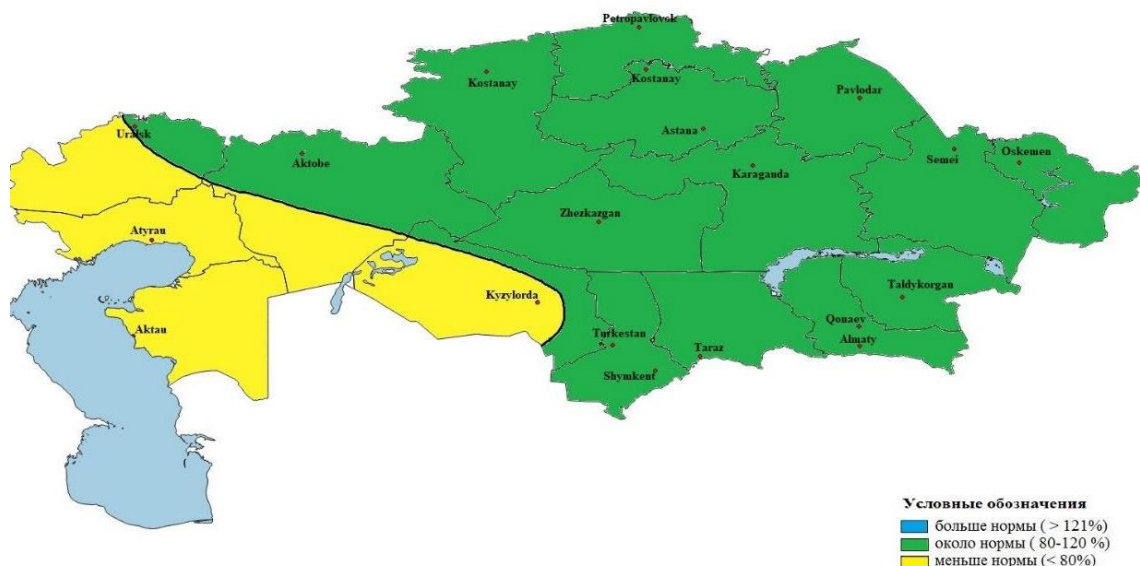 Petropavlovsk
Kostanay
Kostanay
Pavlodar
Uralsk
Astana
Aktobe
Semei
Oskemen
Karaganda
Zhezkazgan
Atyrau
Taldykorgan
Kyzylorda
Qonaev
Aktau
Turkestan
Taraz
Almaty
Shymkent
Условные обозначения
больше нормы ( > 121%)
около нормы ( 80-120 %)
меньше нормы (< 80%)